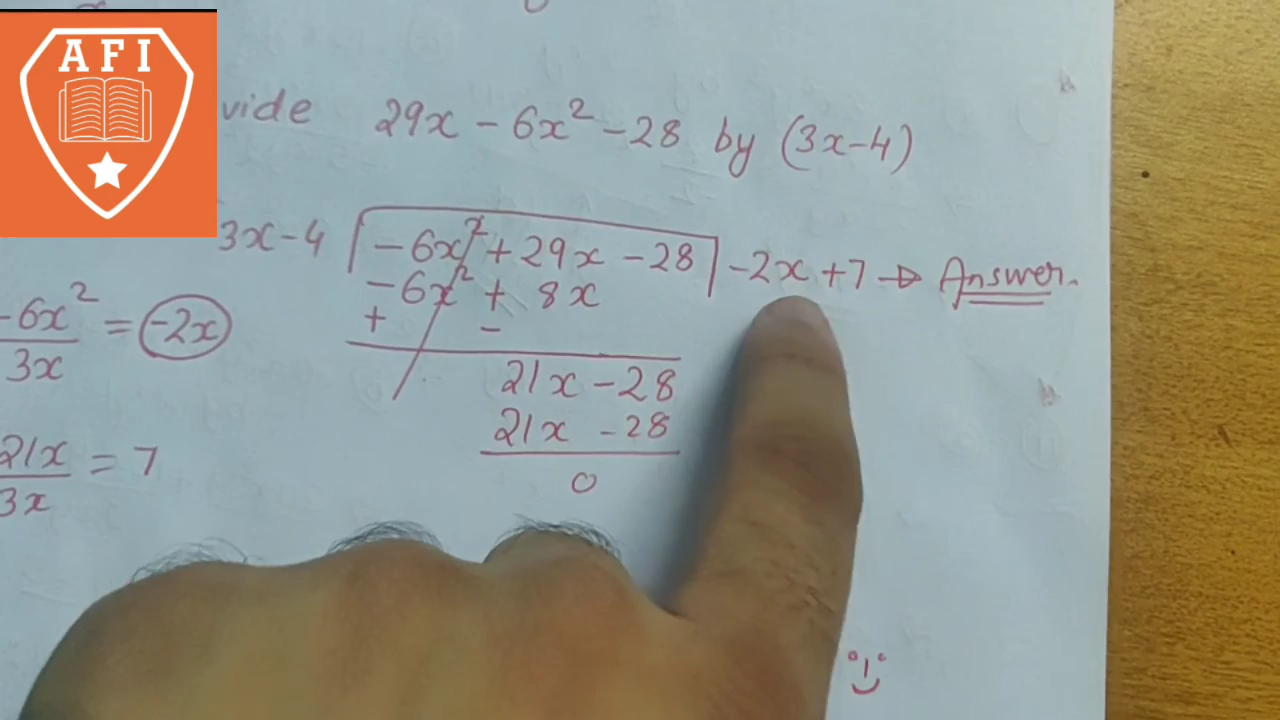 AFI
vide 29x - 6x² - 28 by (3x-4)
3x-4 -6x² + 29x - 28 -2x +7 → Answer.
-6x² + 8x
+ -
-6x²/3x = -2x
21x - 28
21x - 28
0
21x/3x = 7